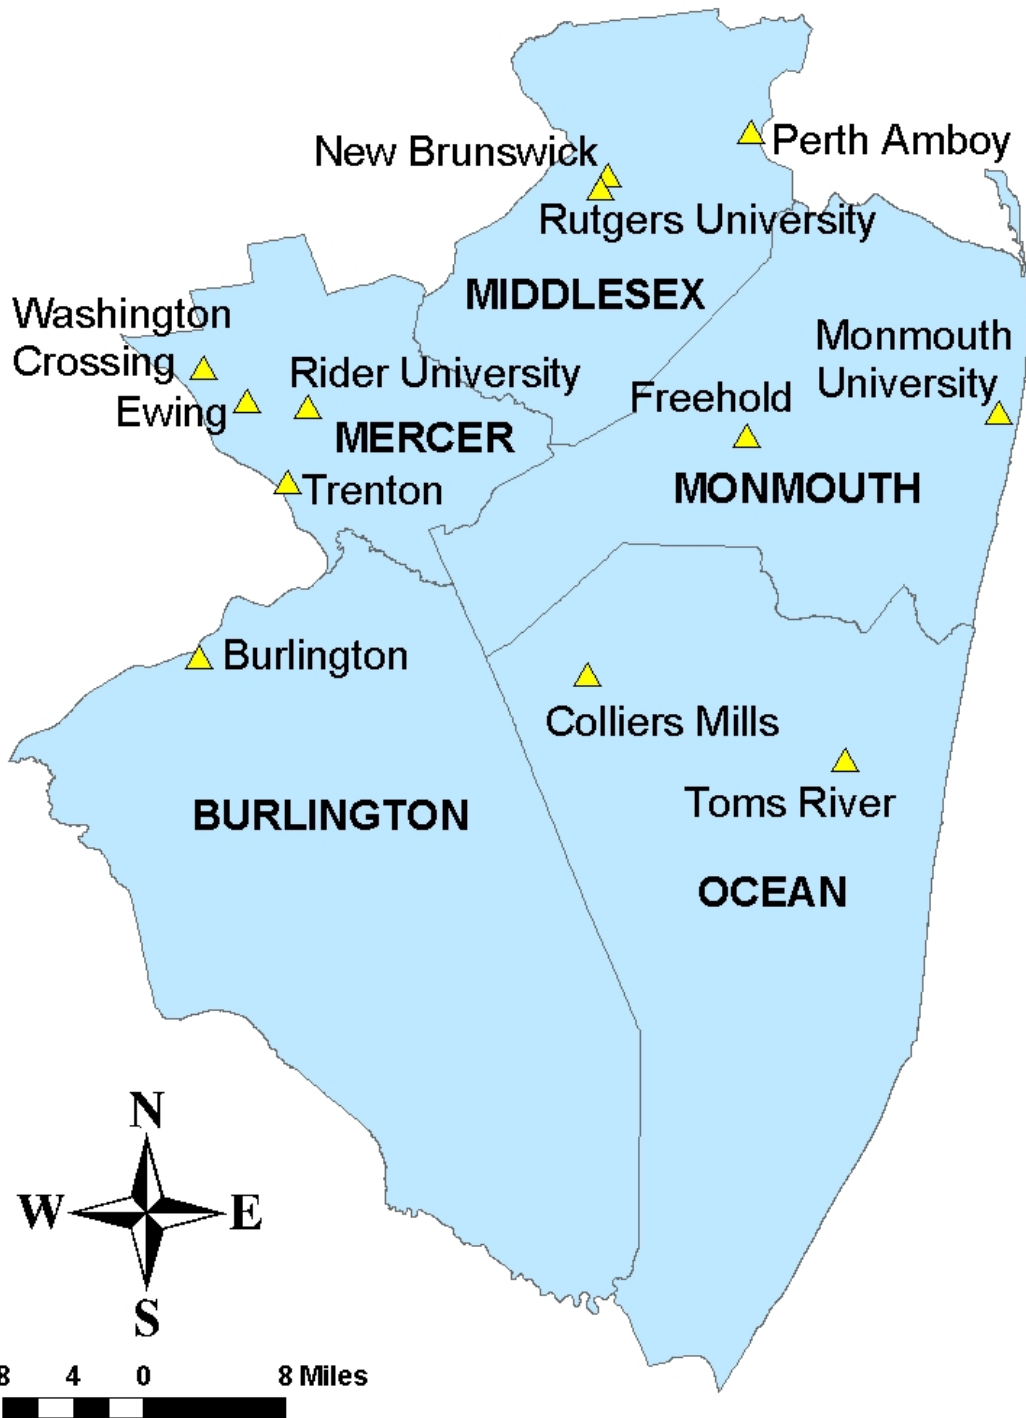 New Brunswick
Perth Amboy
Rutgers University
MIDDLESEX
Washington
Crossing
Monmouth
University
Rider University
Freehold
Ewing
MERCER
MONMOUTH
Trenton
Burlington
Colliers Mills
Toms River
BURLINGTON
OCEAN
N
W E
S
8 4 0 8 Miles